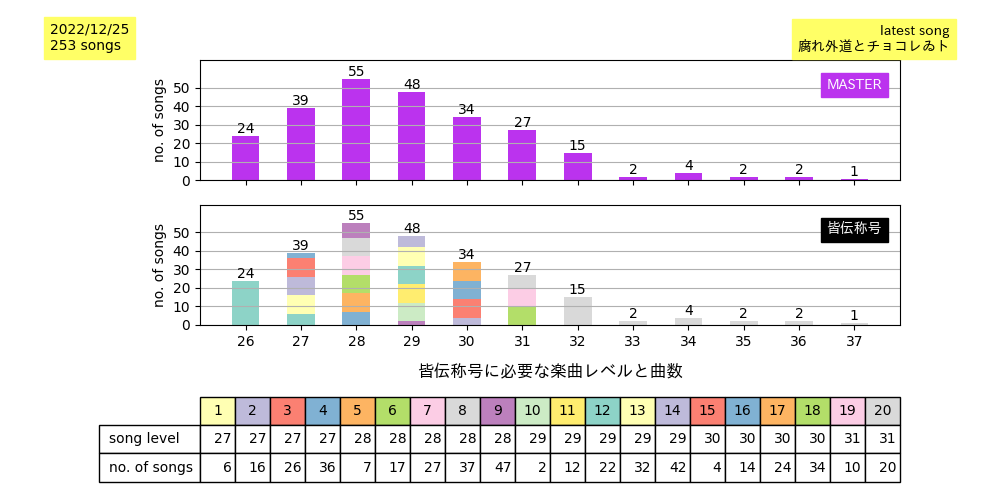 2022/12/25
253 songs
latest song
腐れ外道とチョコレゐト
no. of songs
50
40
30
20
10
0
24 39 55 48 34 27 15 2 4 2 2 1
MASTER
no. of songs
50
40
30
20
10
0
24 39 55 48 34 27 15 2 4 2 2 1
皆伝称号
26 27 28 29 30 31 32 33 34 35 36 37
皆伝称号に必要な楽曲レベルと曲数
1 2 3 4 5 6 7 8 9 10 11 12 13 14 15 16 17 18 19 20
song level 27 27 27 27 28 28 28 28 28 29 29 29 29 29 30 30 30 30 31 31
no. of songs 6 16 26 36 7 17 27 37 47 2 12 22 32 42 4 14 24 34 10 20